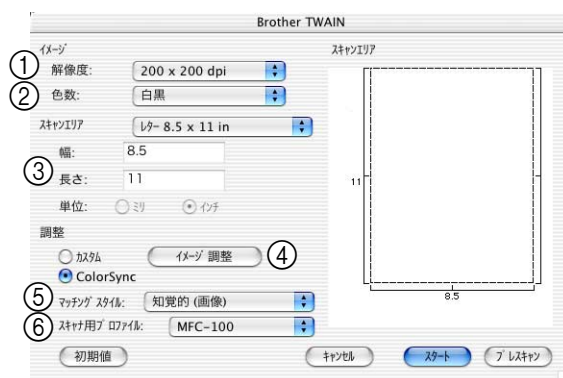 Brother TWAIN
イメージ
① 解像度: 200 x 200 dpi
② 色数: 白黒
スキャンエリア レター 8.5 x 11 in
幅: 8.5
③ 長さ: 11
単位: ミリ インチ
調整
カスタム イメージ 調整 ④
ColorSync
⑤ マッチング スタイル: 知覚的 (画像)
⑥ スキャナ用プロファイル: MFC-100
初期値
スキャンエリア
11
8.5
キャンセル スタート プレスキャン